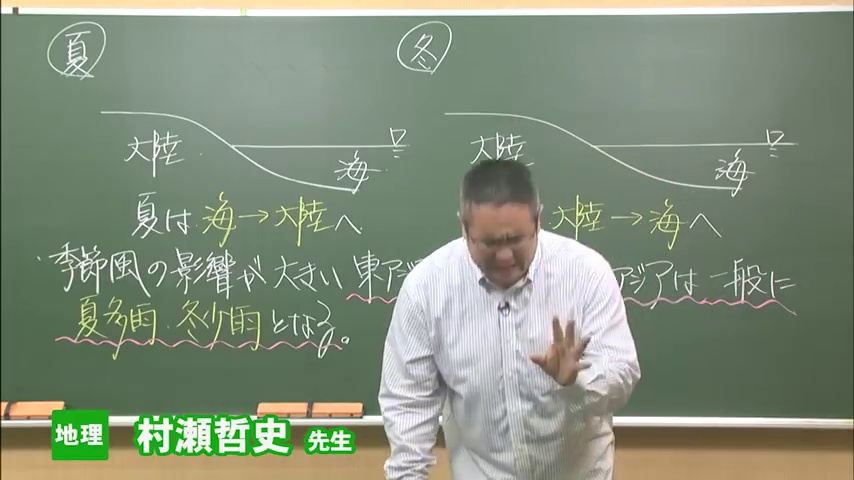 夏
冬
大陸
海
大陸
海
夏は 海→大陸へ
大陸→海へ
季節風の影響が大きい 東アジ
アジアは一般に
夏多雨、冬少雨となる。
地理 村瀬哲史 先生